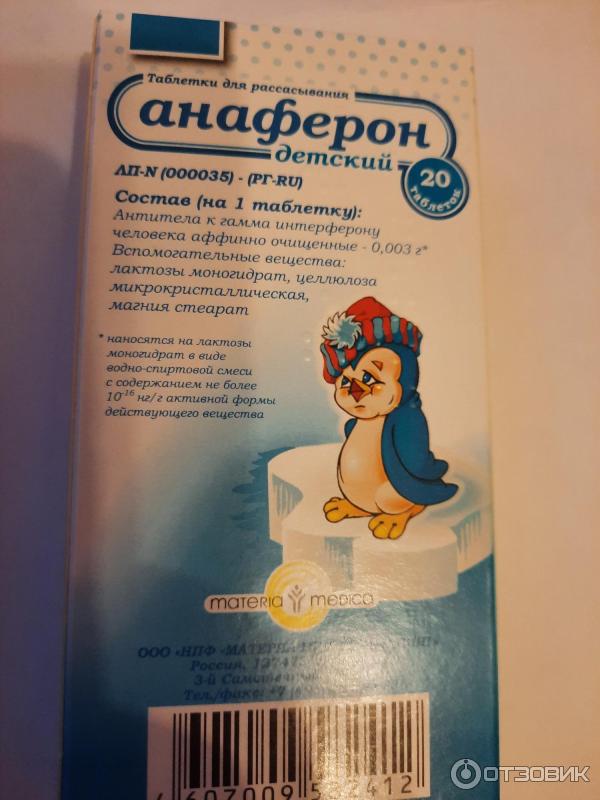 Таблетки для рассасывания
анаферон
детский
20
таблеток
ЛП-N (000035) - (РГ-RU)
Состав (на 1 таблетку):
Антитела к гамма интерферону
человека аффинно очищенные - 0,003 г*
Вспомогательные вещества:
лактозы моногидрат, целлюлоза
микрокристаллическая,
магния стеарат
* наносятся на лактозы
моногидрат в виде
водно-спиртовой смеси
с содержанием не более
10⁻¹⁶ нг/г активной формы
действующего вещества
materia medica
ООО «НПФ «МАТЕРИА
Россия,
3-й
Тел./факс: +7
ОТЗОВИК